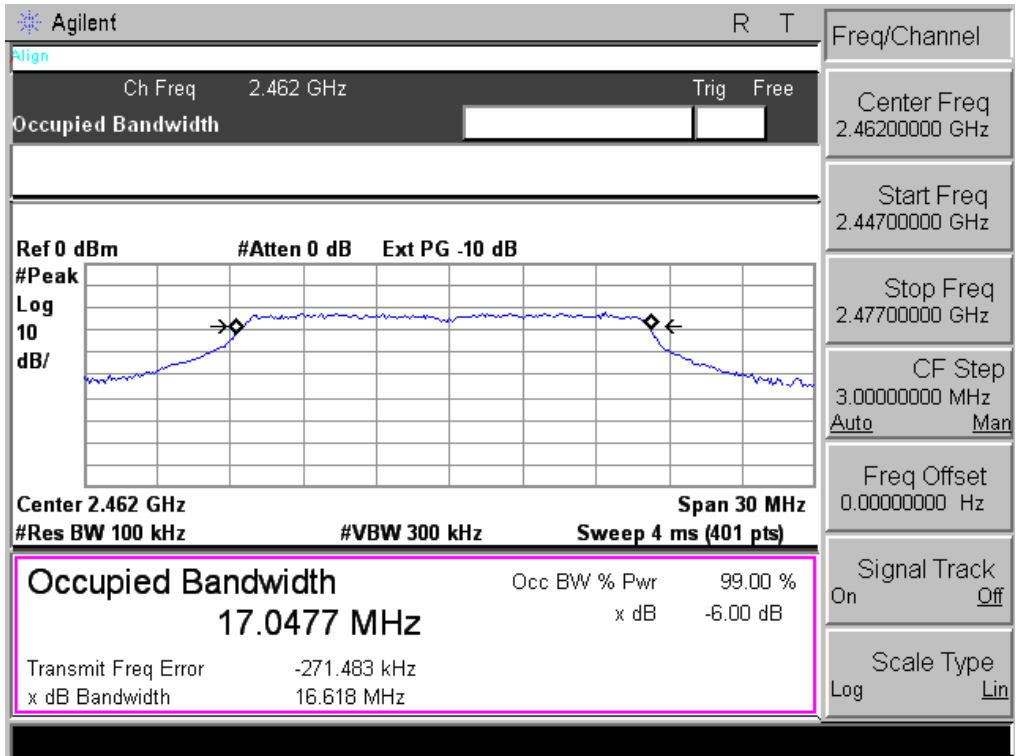 Agilent R T
Align
Ch Freq 2.462 GHz Trig Free
Occupied Bandwidth
Ref 0 dBm #Atten 0 dB Ext PG -10 dB
#Peak
Log
10
dB/
Center 2.462 GHz Span 30 MHz
#Res BW 100 kHz #VBW 300 kHz Sweep 4 ms (401 pts)
Occupied Bandwidth
17.0477 MHz
Occ BW % Pwr 99.00 %
x dB -6.00 dB
Transmit Freq Error -271.483 kHz
x dB Bandwidth 16.618 MHz
Freq/Channel
Center Freq
2.46200000 GHz
Start Freq
2.44700000 GHz
Stop Freq
2.47700000 GHz
CF Step
3.00000000 MHz
Auto Man
Freq Offset
0.00000000 Hz
Signal Track
On Off
Scale Type
Log Lin